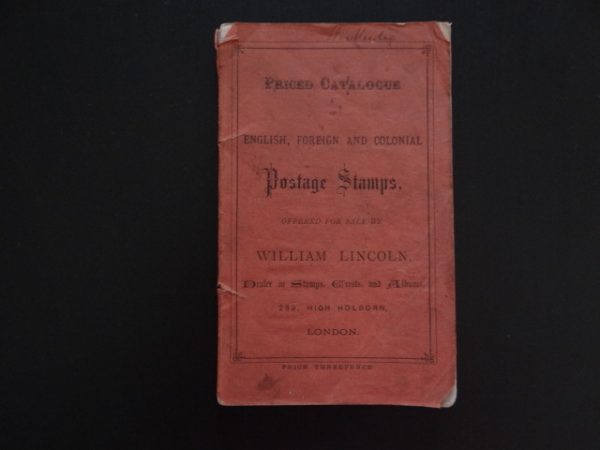 PRICED CATALOGUE
OF
ENGLISH, FOREIGN AND COLONIAL
Postage Stamps,
OFFERED FOR SALE BY
WILLIAM LINCOLN,
Dealer in Stamps, Crests, and Albums,
239, HIGH HOLBORN,
LONDON.
PRICE THREEPENCE